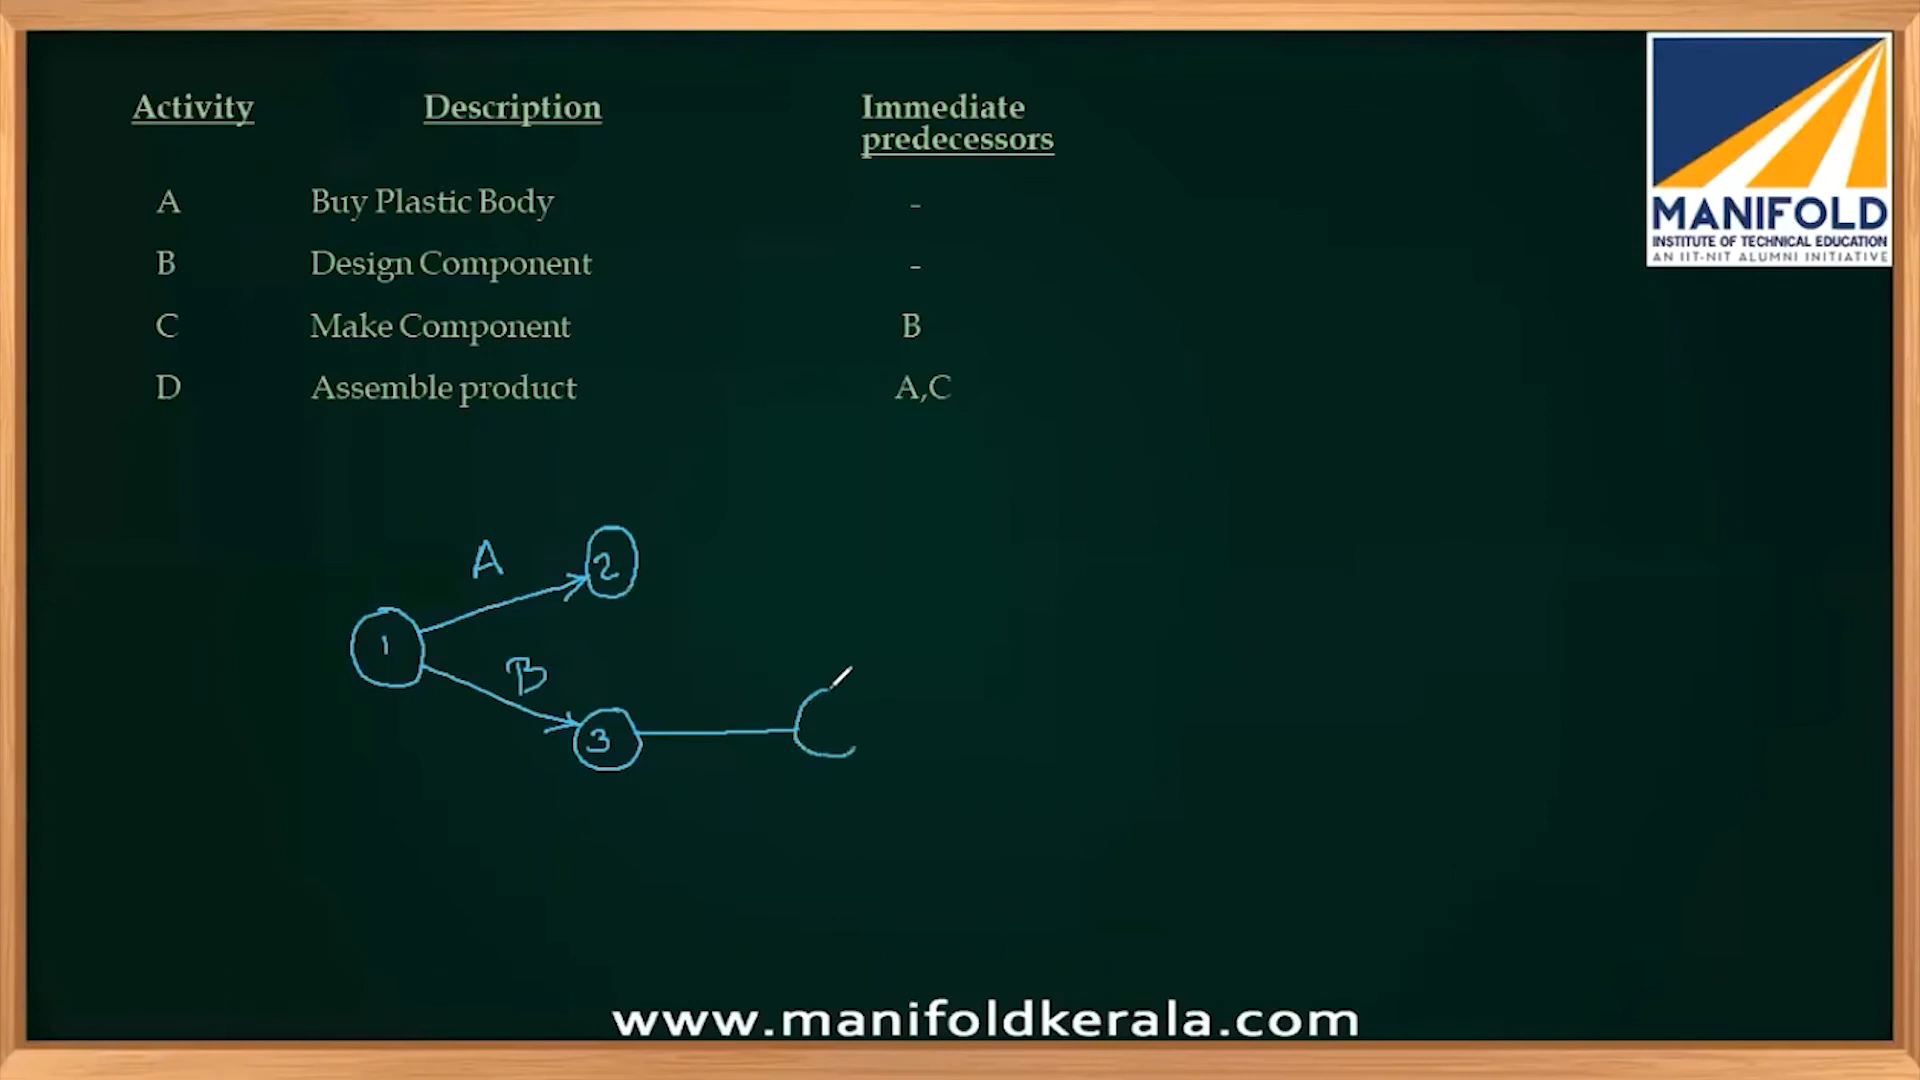 Activity Description Immediate predecessors
A Buy Plastic Body -
B Design Component -
C Make Component B
D Assemble product A,C
A
2
1
B
3
MANIFOLD
INSTITUTE OF TECHNICAL EDUCATION
AN IIT-NIT ALUMNI INITIATIVE
www.manifoldkerala.com